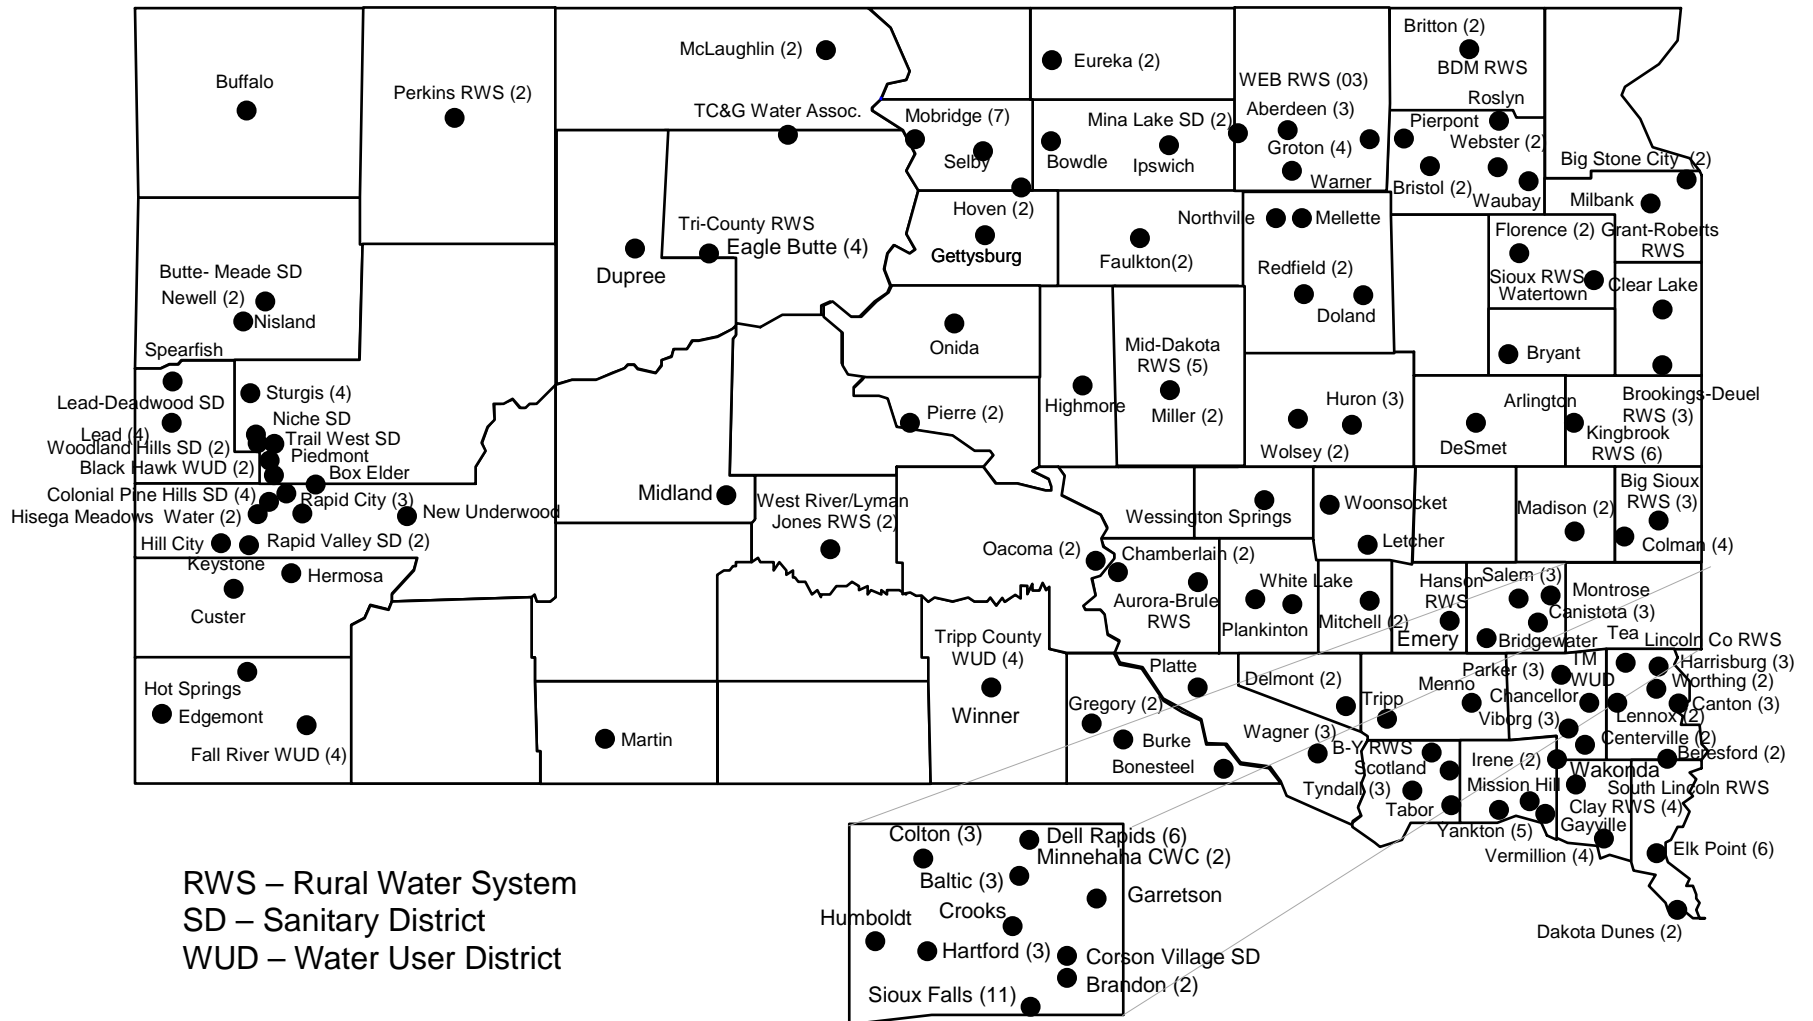 Britton (2)
BDM RWS
McLaughlin (2)
Eureka (2)
Buffalo
Perkins RWS (2)
WEB RWS (03)
Roslyn
TC&G Water Assoc.
Mobridge (7)
Mina Lake SD (2)
Aberdeen (3)
Pierpont
Webster (2)
Selby
Bowdle
Ipswich
Groton (4)
Warner
Big Stone City (2)
Bristol (2)
Waubay
Milbank
Hoven (2)
Northville
Mellette
Tri-County RWS
Eagle Butte (4)
Gettysburg
Faulkton(2)
Florence (2)
Grant-Roberts
RWS
Dupree
Butte- Meade SD
Newell (2)
Nisland
Redfield (2)
Doland
Sioux RWS
Watertown
Clear Lake
Spearfish
Onida
Mid-Dakota
RWS (5)
Miller (2)
Bryant
Sturgis (4)
Lead-Deadwood SD
Niche SD
Lead (4)
Trail West SD
Woodland Hills SD (2)
Piedmont
Black Hawk WUD (2)
Box Elder
Pierre (2)
Highmore
Huron (3)
Wolsey (2)
Arlington
DeSmet
Brookings-Deuel
RWS (3)
Kingbrook
RWS (6)
Colonial Pine Hills SD (4)
Rapid City (3)
Hisega Meadows Water (2)
New Underwood
Hill City
Rapid Valley SD (2)
Midland
West River/Lyman
Jones RWS (2)
Wessington Springs
Woonsocket
Letcher
Madison (2)
Big Sioux
RWS (3)
Colman (4)
Keystone
Hermosa
Custer
Oacoma (2)
Chamberlain (2)
Aurora-Brule
RWS
White Lake
Plankinton
Mitchell (2)
Hanson
RWS
Emery
Salem (3)
Montrose
Canistota (3)
Bridgewater
Tea
Lincoln Co RWS
Hot Springs
Edgemont
Fall River WUD (4)
Martin
Tripp County
WUD (4)
Winner
Platte
Gregory (2)
Burke
Bonesteel
Delmont (2)
Wagner (3)
Tripp
Menno
Parker (3)
TM
WUD
Chancellor
Viborg (3)
Harrisburg (3)
Worthing (2)
Canton (3)
Lennox (2)
Centerville (2)
Beresford (2)
B-Y RWS
Scotland
Tyndall (3)
Tabor
Irene (2)
Wakonda
Mission Hill
South Lincoln RWS
Clay RWS (4)
Gayville
Yankton (5)
Vermillion (4)
Elk Point (6)
Dakota Dunes (2)
Colton (3)
Dell Rapids (6)
Minnehaha CWC (2)
Baltic (3)
Garretson
Humboldt
Crooks
Hartford (3)
Corson Village SD
Brandon (2)
Sioux Falls (11)
RWS – Rural Water System
SD – Sanitary District
WUD – Water User District